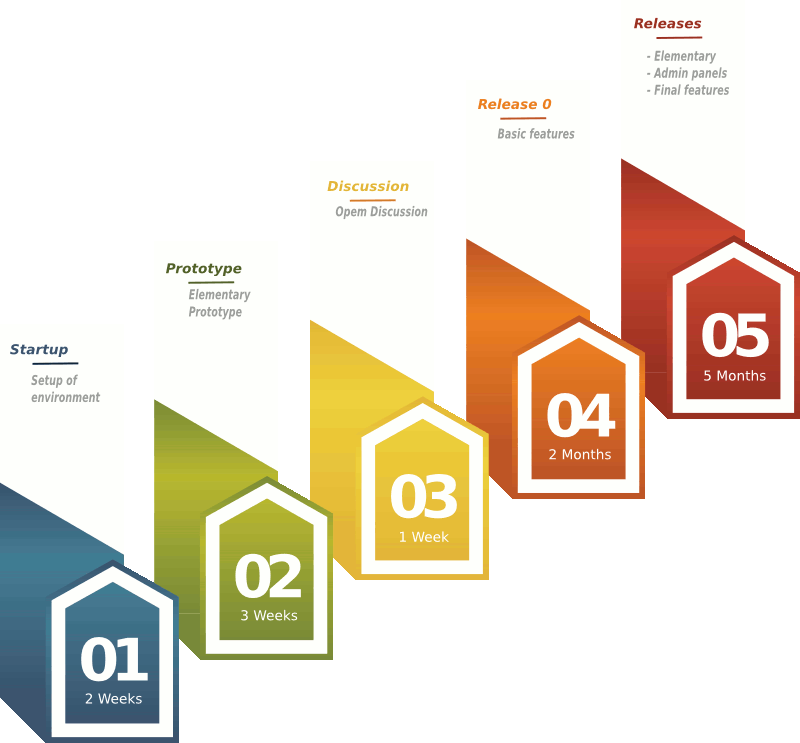 Releases
- Elementary
- Admin panels
- Final features
Release 0
Basic features
Discussion
Opem Discussion
Prototype
Elementary
Prototype
Startup
Setup of
environment
05
5 Months
04
2 Months
03
1 Week
02
3 Weeks
01
2 Weeks